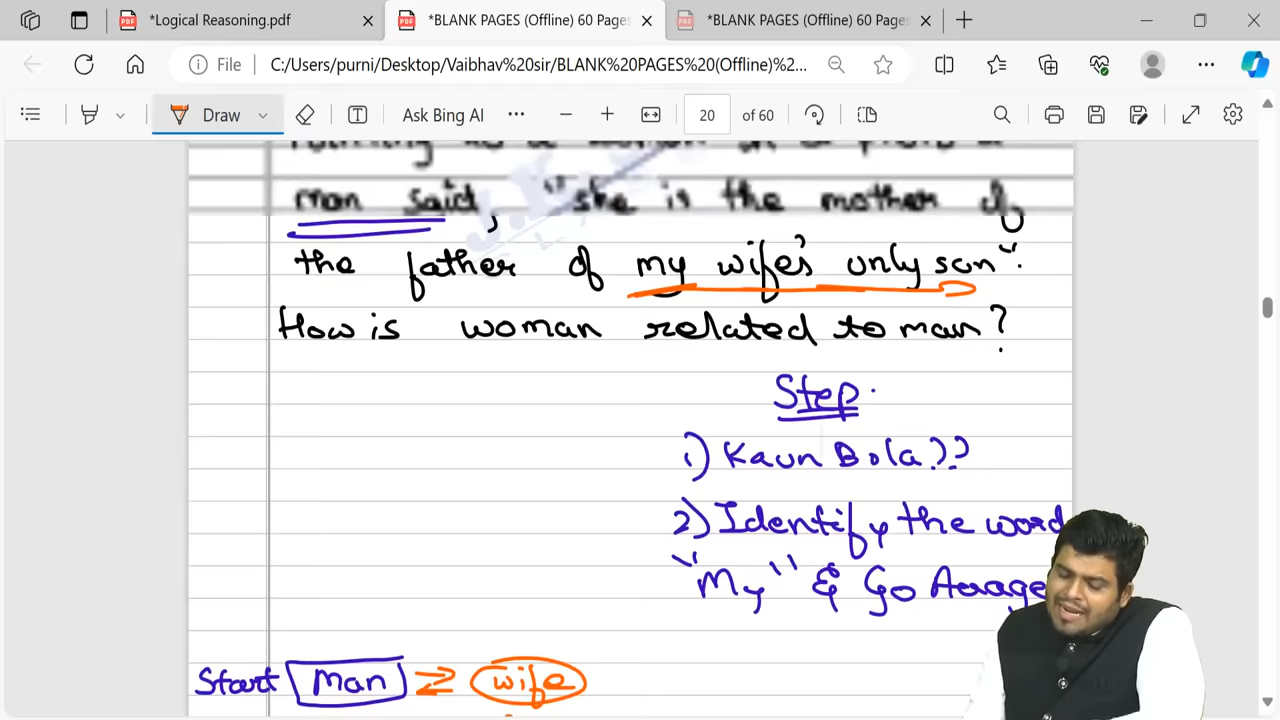 *Logical Reasoning.pdf
*BLANK PAGES (Offline) 60 Pages
*BLANK PAGES (Offline) 60 Page
File
C:/Users/purni/Desktop/Vaibhav%20sir/BLANK%20PAGES%20(Offline)%2...
Draw
Ask Bing AI
20
of 60
man said, "she is the mother of
the father of my wife's only son".
How is woman related to man?
Step
1) Kaun Bola??
2) Identify the word
"My" & Go Aaage
Start Man ⇄ wife